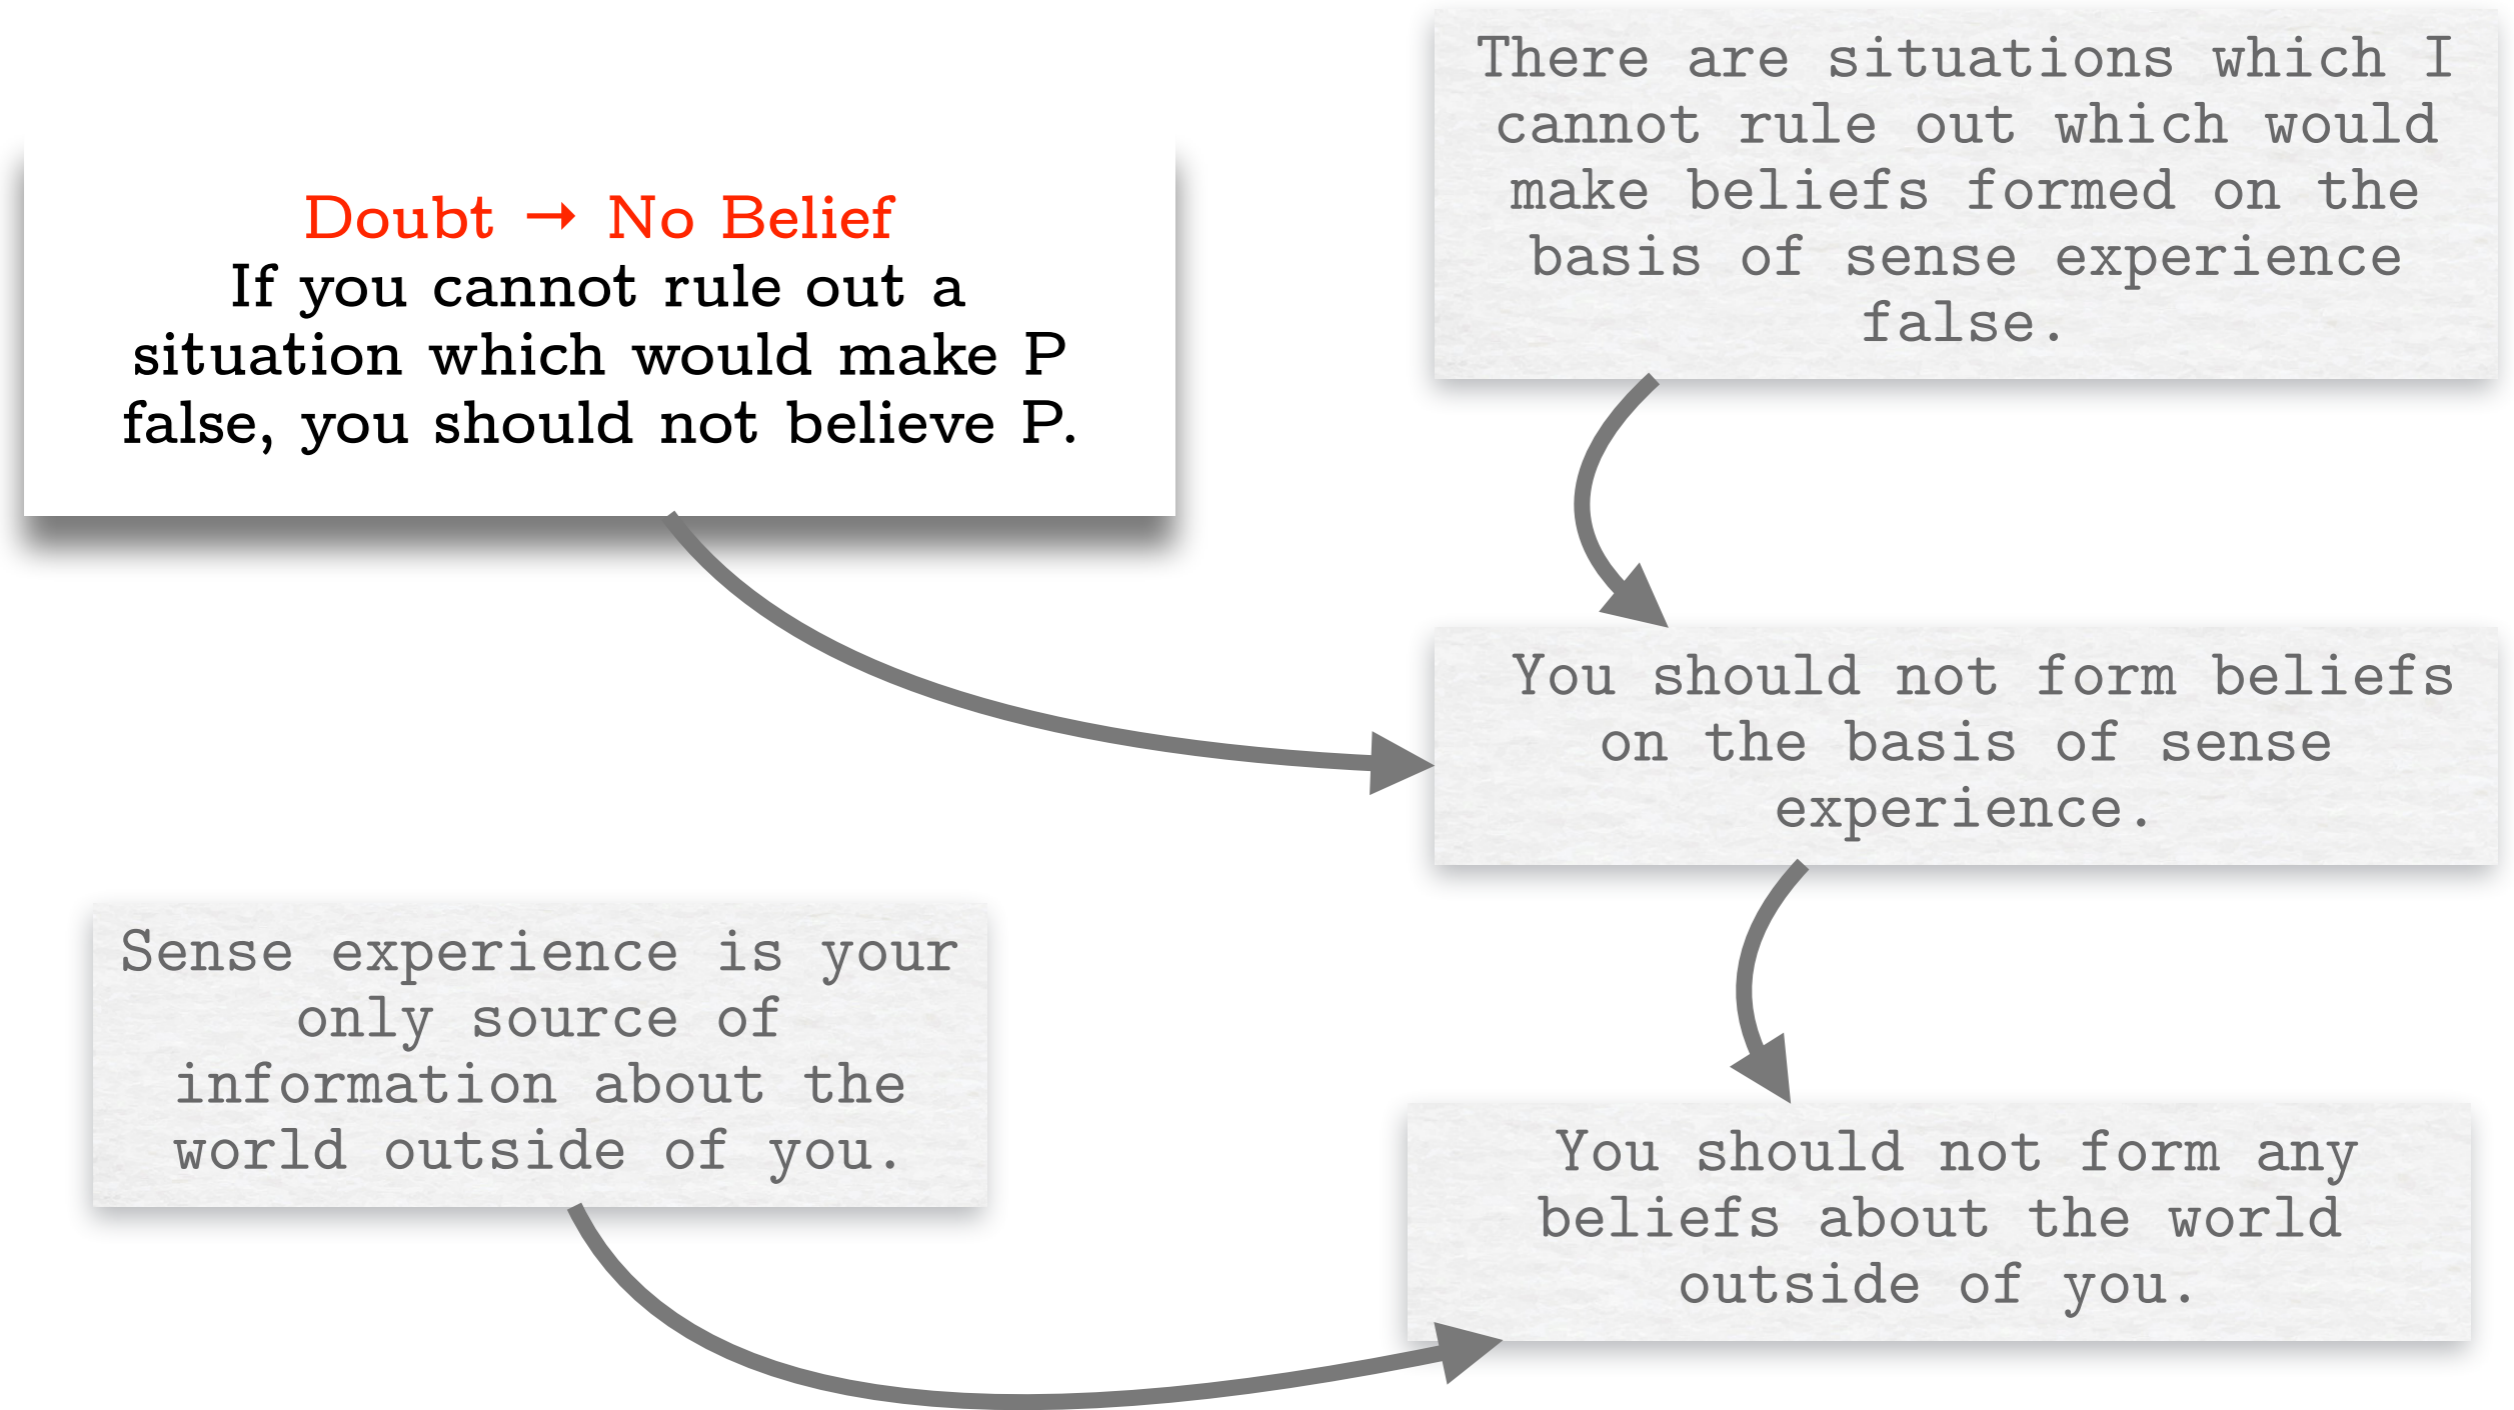 Doubt → No Belief
If you cannot rule out a
situation which would make P
false, you should not believe P.
There are situations which I
cannot rule out which would
make beliefs formed on the
basis of sense experience
false.
You should not form beliefs
on the basis of sense
experience.
Sense experience is your
only source of
information about the
world outside of you.
You should not form any
beliefs about the world
outside of you.